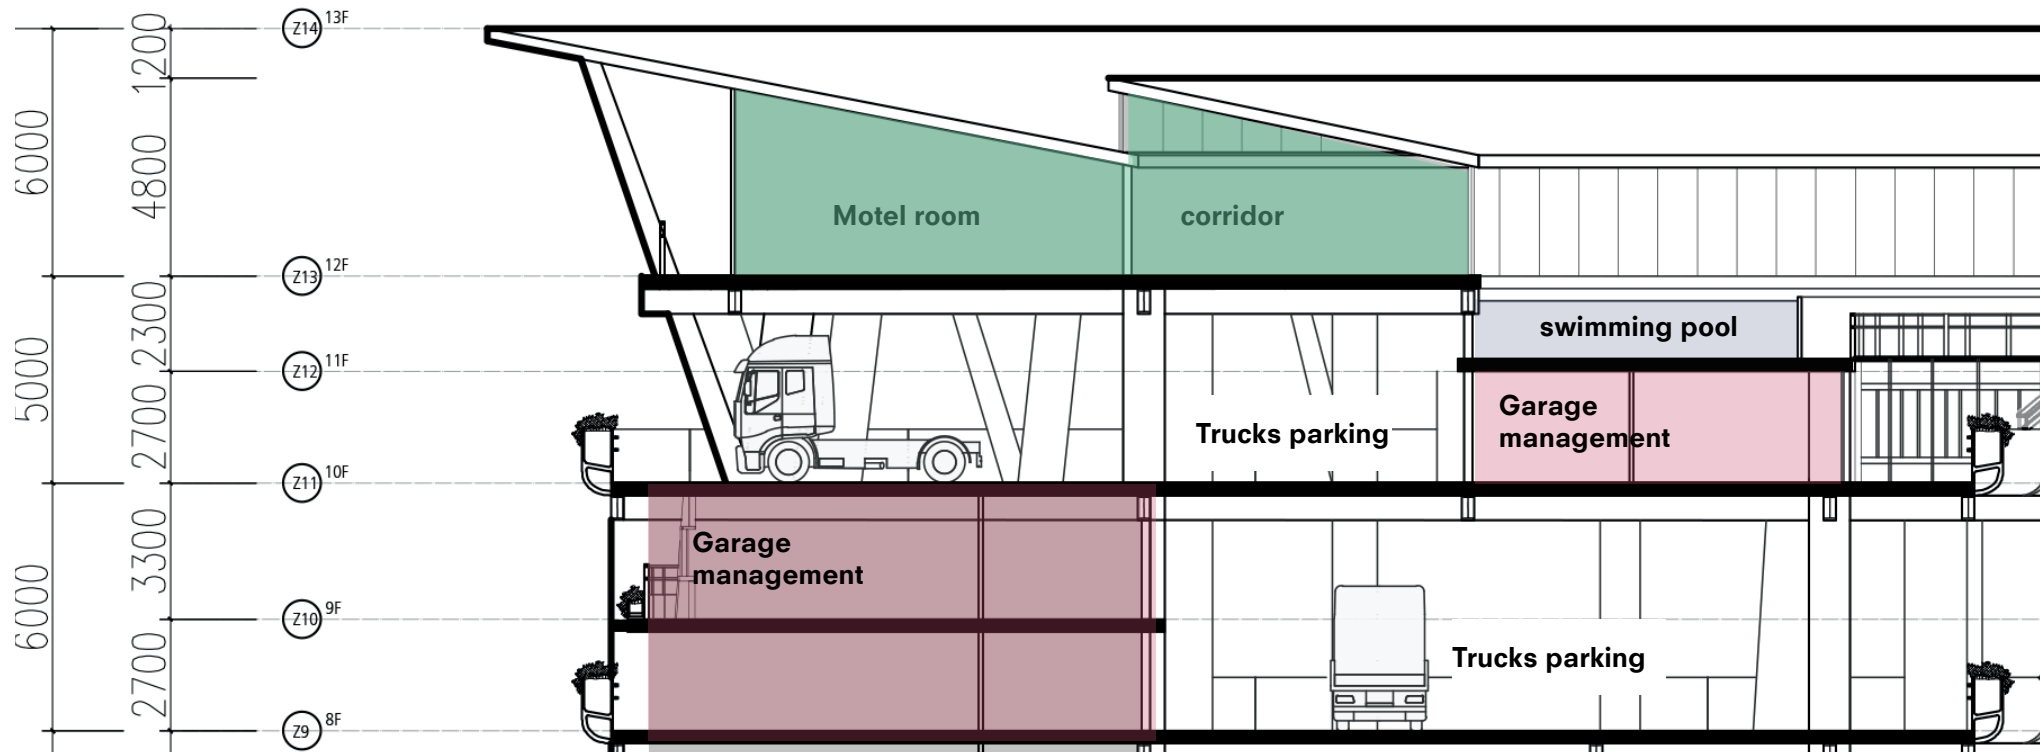 Z14 13F
1200
6000
4800
Motel room
corridor
Z13 12F
2300
swimming pool
5000
Z12 11F
2700
Garage
management
Trucks parking
Z11 10F
3300
Garage
management
6000
Z10 9F
2700
Trucks parking
Z9 8F